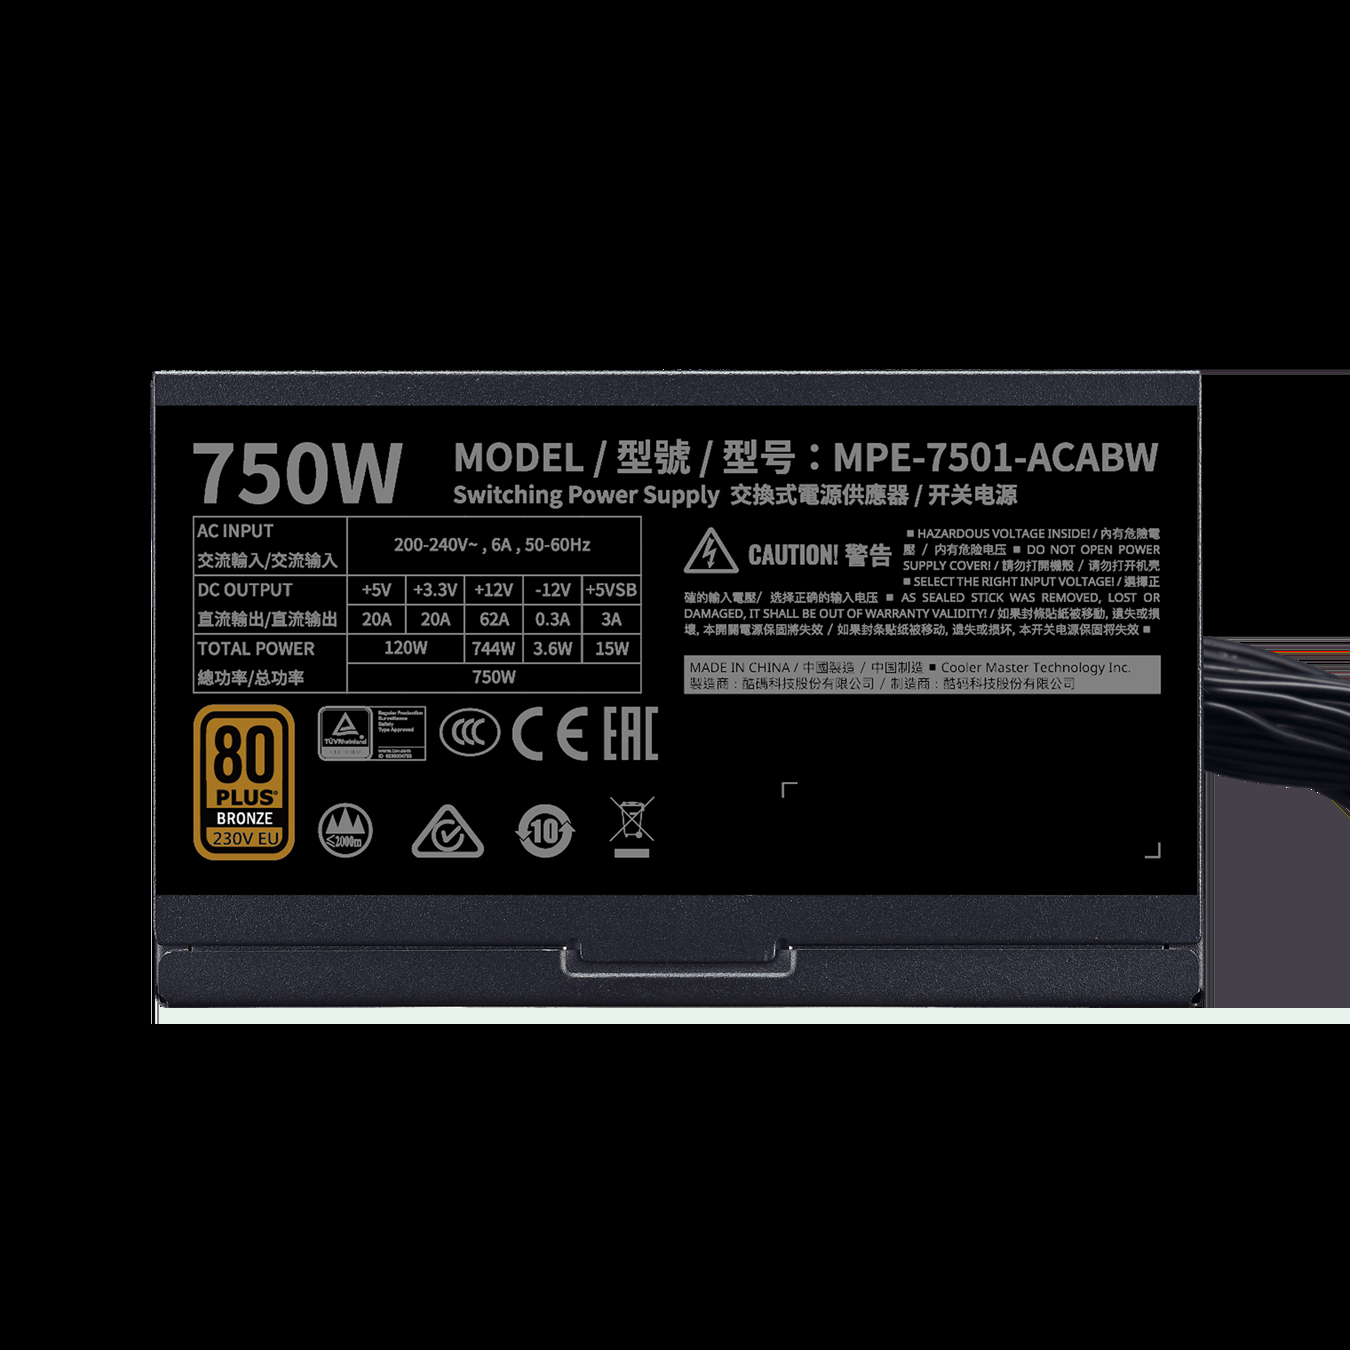 750W
MODEL / 型號 / 型号：MPE-7501-ACABW
Switching Power Supply 交換式電源供應器 / 开关电源
AC INPUT
交流輸入/交流输入
200-240V~ , 6A , 50-60Hz
DC OUTPUT
直流輸出/直流输出
+5V +3.3V +12V -12V +5VSB
20A 20A 62A 0.3A 3A
TOTAL POWER
總功率/总功率
120W 744W 3.6W 15W
750W
CAUTION! 警告
■ HAZARDOUS VOLTAGE INSIDE! / 內有危險電
壓 / 内有危险电压 ■ DO NOT OPEN POWER
SUPPLY COVER! / 請勿打開機殼 / 请勿打开机壳
■ SELECT THE RIGHT INPUT VOLTAGE! / 選擇正
確的輸入電壓/ 选择正确的输入电压 ■ AS SEALED STICK WAS REMOVED, LOST OR
DAMAGED, IT SHALL BE OUT OF WARRANTY VALIDITY! / 如果封條貼紙被移動, 遺失或損
壞, 本開關電源保固將失效 / 如果封条贴纸被移动, 遗失或损坏, 本开关电源保固将失效 ■
MADE IN CHINA / 中國製造 / 中国制造 ■ Cooler Master Technology Inc.
製造商：酷碼科技股份有限公司 / 制造商：酷码科技股份有限公司
80
PLUS
BRONZE
230V EU
TÜVRheinland
Regular Production
Surveillance
Safety
Type Approved
www.tuv.com
CCC
CE
EAC
≤2000m
10